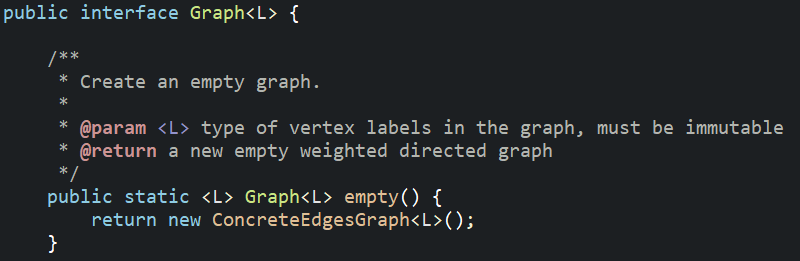 public interface Graph<L> {
/**
* Create an empty graph.
*
* @param <L> type of vertex labels in the graph, must be immutable
* @return a new empty weighted directed graph
*/
public static <L> Graph<L> empty() {
return new ConcreteEdgesGraph<L>();
}